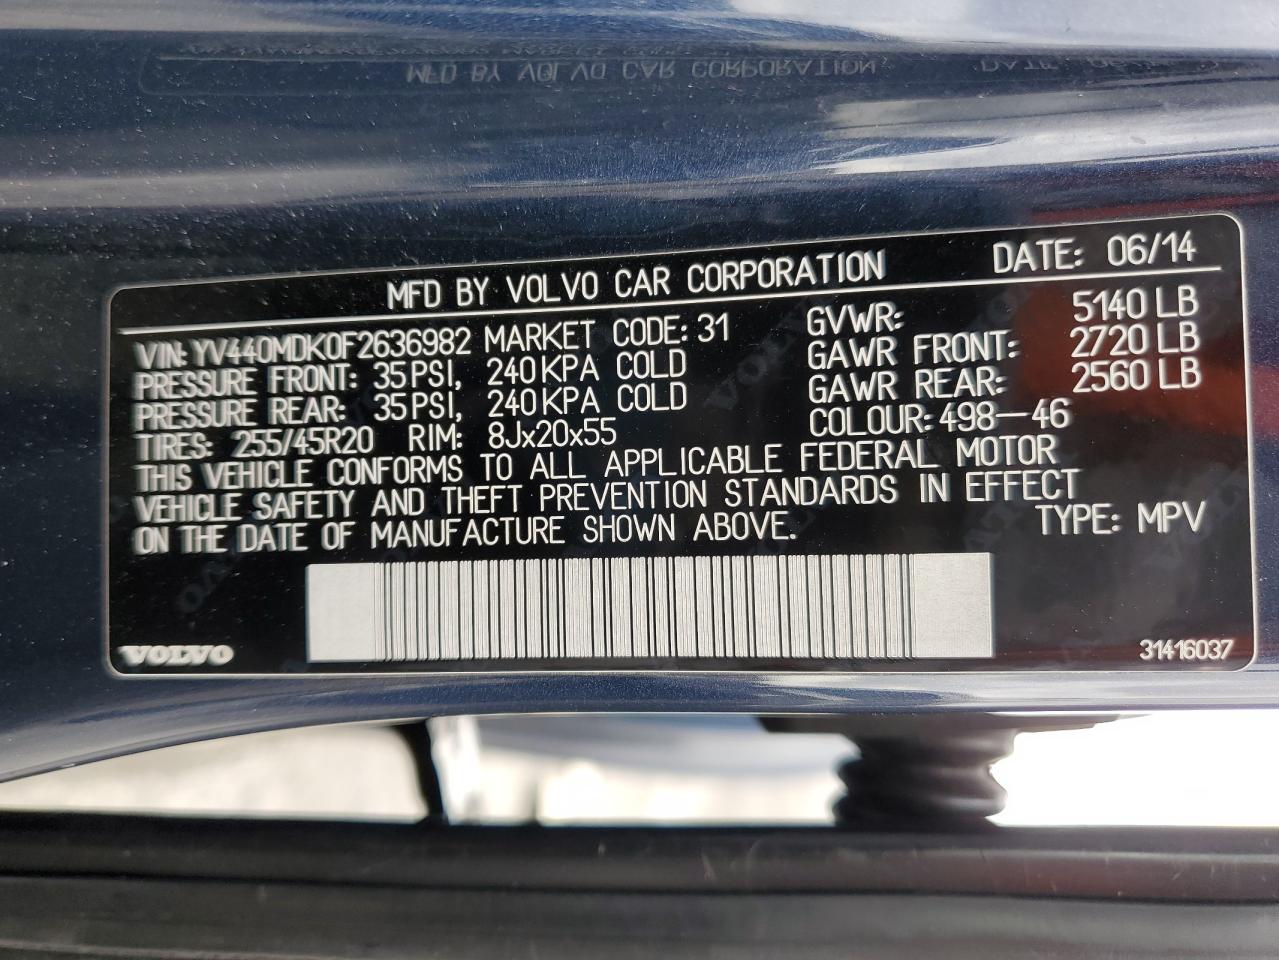 MFD BY VOLVO CAR CORPORATION DATE: 06/14
VIN: YV440MDK0F2636982 MARKET CODE: 31 GVWR: 5140 LB
PRESSURE FRONT: 35 PSI, 240 KPA COLD GAWR FRONT: 2720 LB
PRESSURE REAR: 35 PSI, 240 KPA COLD GAWR REAR: 2560 LB
TIRES: 255/45R20 RIM: 8Jx20x55 COLOUR: 498-46
THIS VEHICLE CONFORMS TO ALL APPLICABLE FEDERAL MOTOR
VEHICLE SAFETY AND THEFT PREVENTION STANDARDS IN EFFECT
ON THE DATE OF MANUFACTURE SHOWN ABOVE. TYPE: MPV
VOLVO 31416037